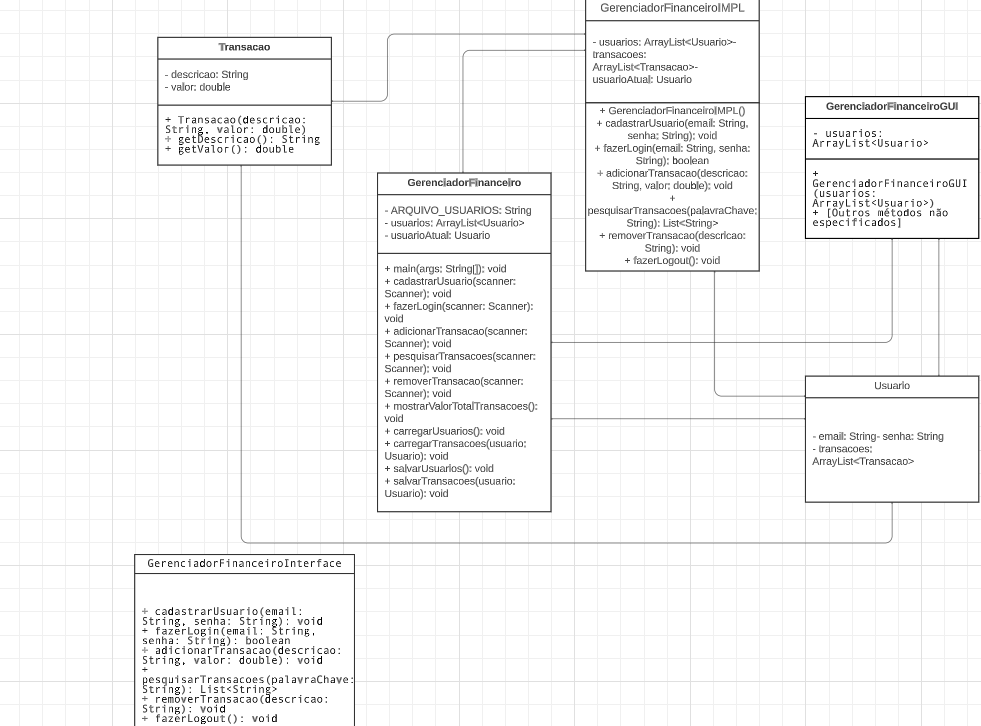 GerenciadorFinanceiroIMPL
- usuarios: ArrayList<Usuario>-
transacoes:
ArrayList<Transacao>-
usuarioAtual: Usuario
+ GerenciadorFinanceiroIMPL()
+ cadastrarUsuario(email: String,
senha: String): void
+ fazerLogin(email: String, senha:
String): boolean
+ adicionarTransacao(descricao:
String, valor: double): void
+
pesquisarTransacoes(palavraChave:
String): List<String>
+ removerTransacao(descricao:
String): void
+ fazerLogout(): void
Transacao
- descricao: String
- valor: double
+ Transacao(descricao:
String, valor: double)
+ getDescricao(): String
+ getValor(): double
GerenciadorFinanceiroGUI
- usuarios:
ArrayList<Usuario>
+
GerenciadorFinanceiroGUI
(usuarios:
ArrayList<Usuario>)
+ [Outros métodos não
especificados]
GerenciadorFinanceiro
- ARQUIVO_USUARIOS: String
- usuarios: ArrayList<Usuario>
- usuarioAtual: Usuario
+ main(args: String[]): void
+ cadastrarUsuario(scanner:
Scanner): void
+ fazerLogin(scanner: Scanner):
void
+ adicionarTransacao(scanner:
Scanner): void
+ pesquisarTransacoes(scanner:
Scanner): void
+ removerTransacao(scanner:
Scanner): void
+ mostrarValorTotalTransacoes():
void
+ carregarUsuarios(): void
+ carregarTransacoes(usuario:
Usuario): void
+ salvarUsuarios(): void
+ salvarTransacoes(usuario:
Usuario): void
Usuario
- email: String- senha: String
- transacoes:
ArrayList<Transacao>
GerenciadorFinanceiroInterface
+ cadastrarUsuario(email:
String, senha: String): void
+ fazerLogin(email: String,
senha: String): boolean
+ adicionarTransacao(descricao:
String, valor: double): void
+
pesquisarTransacoes(palavraChave:
String): List<String>
+ removerTransacao(descricao:
String): void
+ fazerLogout(): void